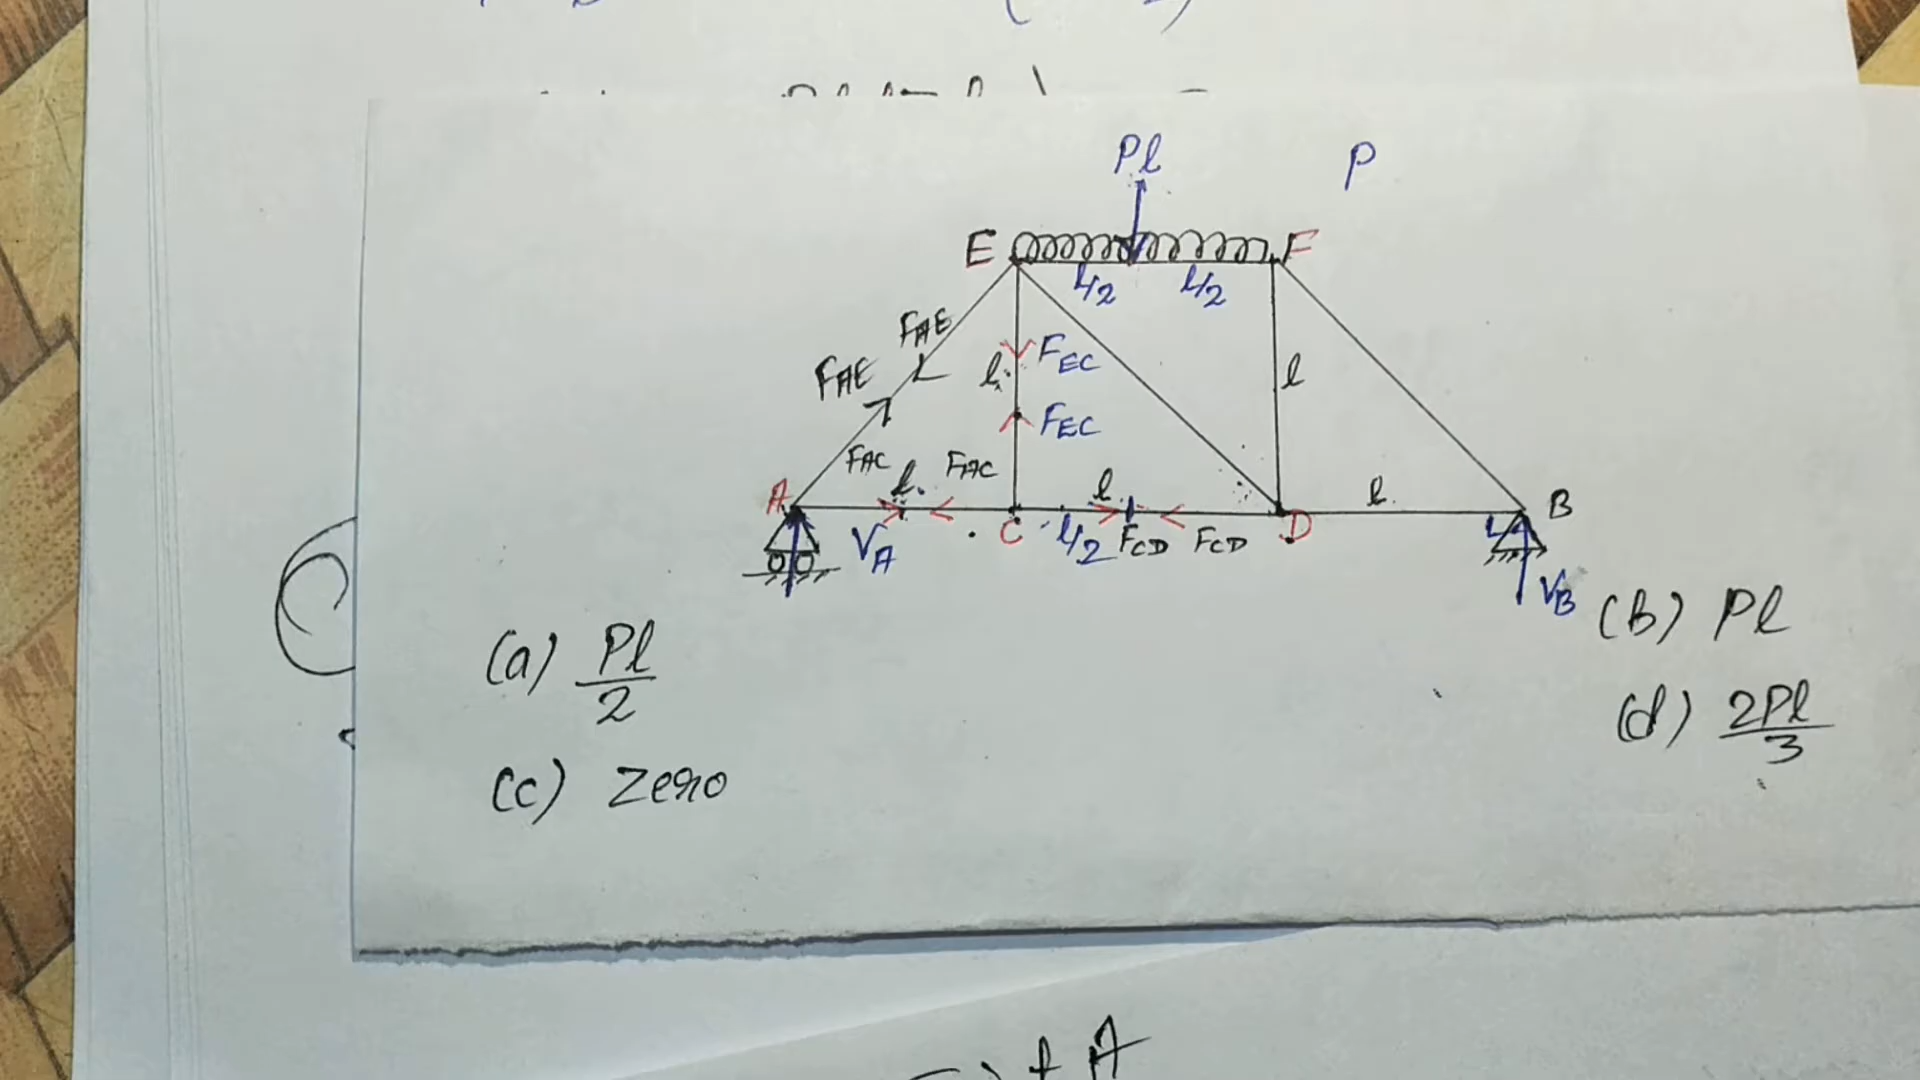 Pl
P
E
F
l/2
l/2
FAE
FAE
l
FEC
l
FEC
FAC
FAC
l
l
l
A
B
C
D
VA
l/2
FCD
FCD
VB
(a) Pl/2
(b) Pl
(c) Zero
(d) 2Pl/3
A